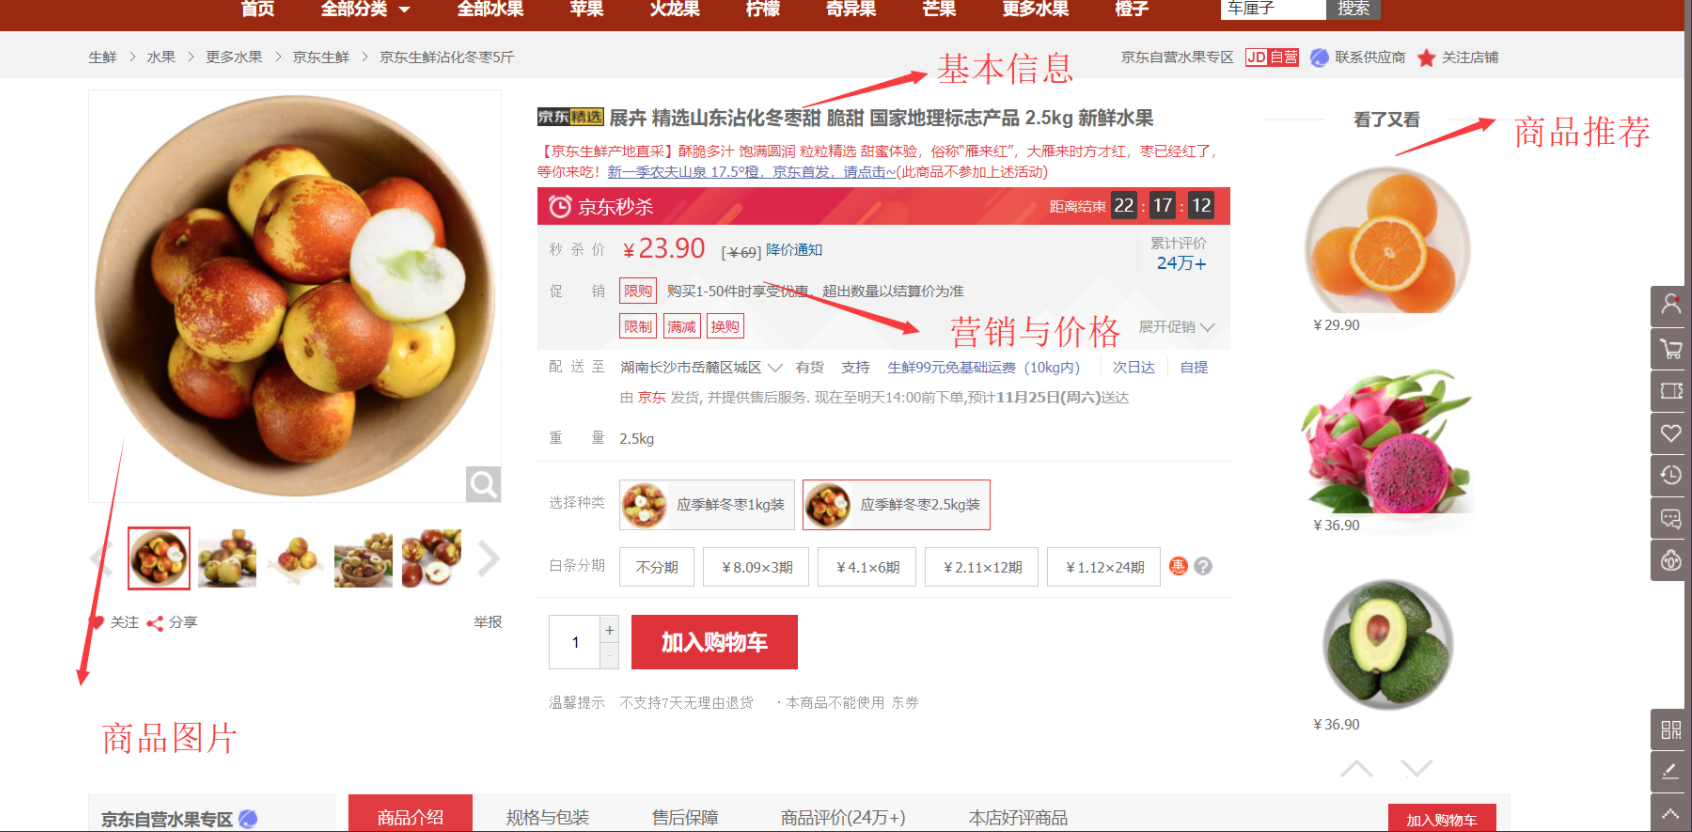 首页 全部分类 全部水果 苹果 火龙果 柠檬 奇异果 芒果 更多水果 橙子 车厘子 搜索
生鲜 > 水果 > 更多水果 > 京东生鲜 > 京东生鲜沾化冬枣5斤
京东自营水果专区 JD 自营 联系供应商 关注店铺
基本信息
京东精选 展卉 精选山东沾化冬枣甜 脆甜 国家地理标志产品 2.5kg 新鲜水果
【京东生鲜产地直采】酥脆多汁 饱满圆润 粒粒精选 甜蜜体验，俗称“雁来红”，大雁来时方才红，枣已经红了，
等你来吃！新一季农夫山泉 17.5°橙，京东首发，请点击~(此商品不参加上述活动)
京东秒杀 距离结束 22 : 17 : 12
秒杀价 ¥23.90 [¥69] 降价通知
累计评价
24万+
促销 限购 购买1-50件时享受优惠，超出数量以结算价为准
限制 满减 换购 展开促销
营销与价格
配送至 湖南长沙市岳麓区城区 有货 支持 生鲜99元免基础运费（10kg内） 次日达 自提
由 京东 发货, 并提供售后服务. 现在至明天14:00前下单,预计11月25日(周六)送达
重量 2.5kg
选择种类 应季鲜冬枣1kg装 应季鲜冬枣2.5kg装
白条分期 不分期 ¥8.09×3期 ¥4.1×6期 ¥2.11×12期 ¥1.12×24期 惠 ?
1 + - 加入购物车
温馨提示 不支持7天无理由退货 ·本商品不能使用 东券
关注 分享 举报
商品图片
看了又看
商品推荐
¥29.90
¥36.90
¥36.90
京东自营水果专区
商品介绍 规格与包装 售后保障 商品评价(24万+) 本店好评商品 加入购物车